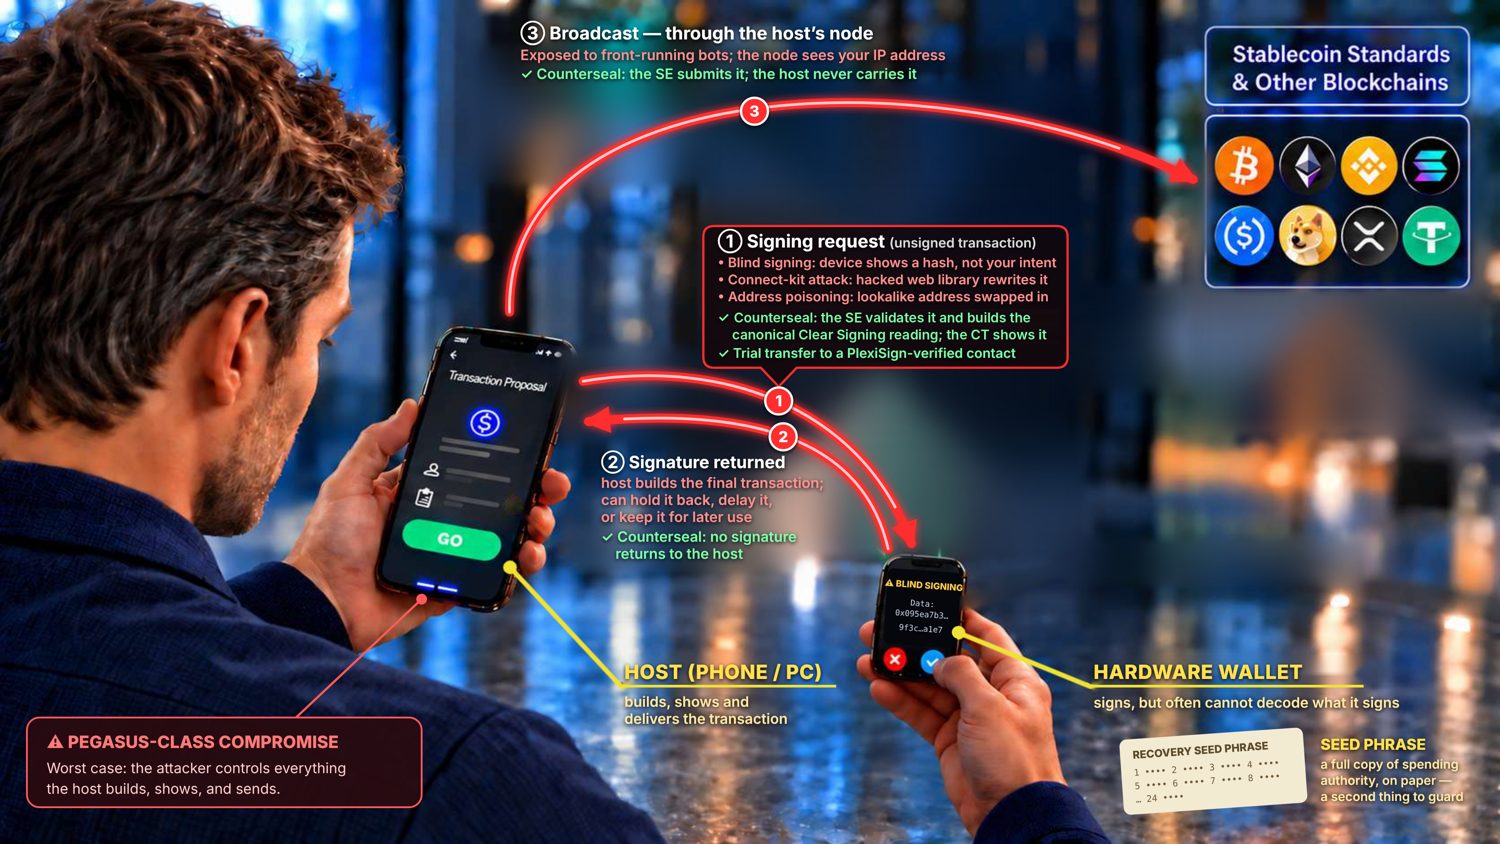 ③ Broadcast — through the host’s node
Exposed to front-running bots; the node sees your IP address
✓ Counterseal: the SE submits it; the host never carries it
3
Stablecoin Standards
& Other Blockchains
① Signing request (unsigned transaction)
• Blind signing: device shows a hash, not your intent
• Connect-kit attack: hacked web library rewrites it
• Address poisoning: lookalike address swapped in
✓ Counterseal: the SE validates it and builds the
canonical Clear Signing reading; the CT shows it
✓ Trial transfer to a PlexiSign-verified contact
1
2
Transaction Proposal
GO
② Signature returned
host builds the final transaction;
can hold it back, delay it,
or keep it for later use
✓ Counterseal: no signature
returns to the host
⚠ BLIND SIGNING
Data:
0x095ea7b3…
9f3c…a1e7
HOST (PHONE / PC)
builds, shows and
delivers the transaction
HARDWARE WALLET
signs, but often cannot decode what it signs
⚠ PEGASUS-CLASS COMPROMISE
Worst case: the attacker controls everything
the host builds, shows, and sends.
RECOVERY SEED PHRASE
1 •••• 2 •••• 3 •••• 4 ••••
5 •••• 6 •••• 7 •••• 8 ••••
… 24 ••••
SEED PHRASE
a full copy of spending
authority, on paper —
a second thing to guard